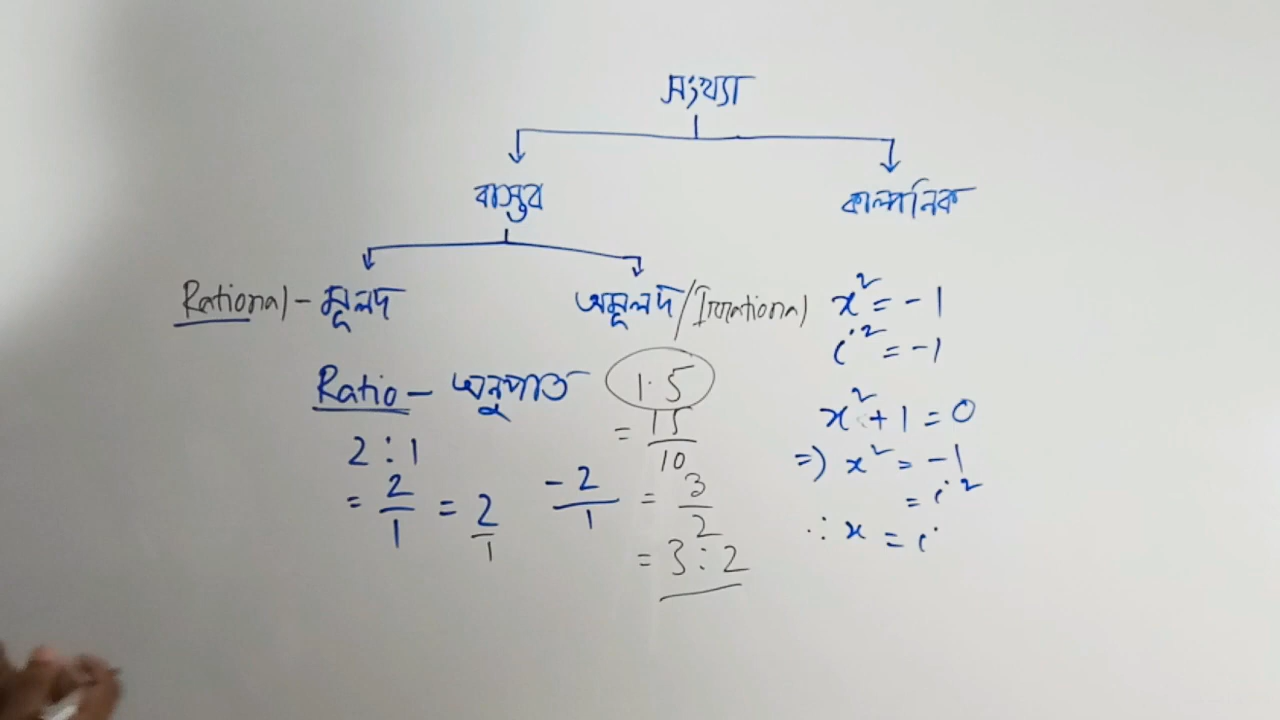 সংখ্যা
বাস্তব কাল্পনিক
Rational - মূলদ অমূলদ / Irrational
Ratio - অনুপাত
2 : 1
= 2/1 = 2/1
-2/1
1.5
= 15/10
= 3/2
= 3 : 2
x² = -1
i² = -1
x² + 1 = 0
=> x² = -1
= i²
∴ x = i